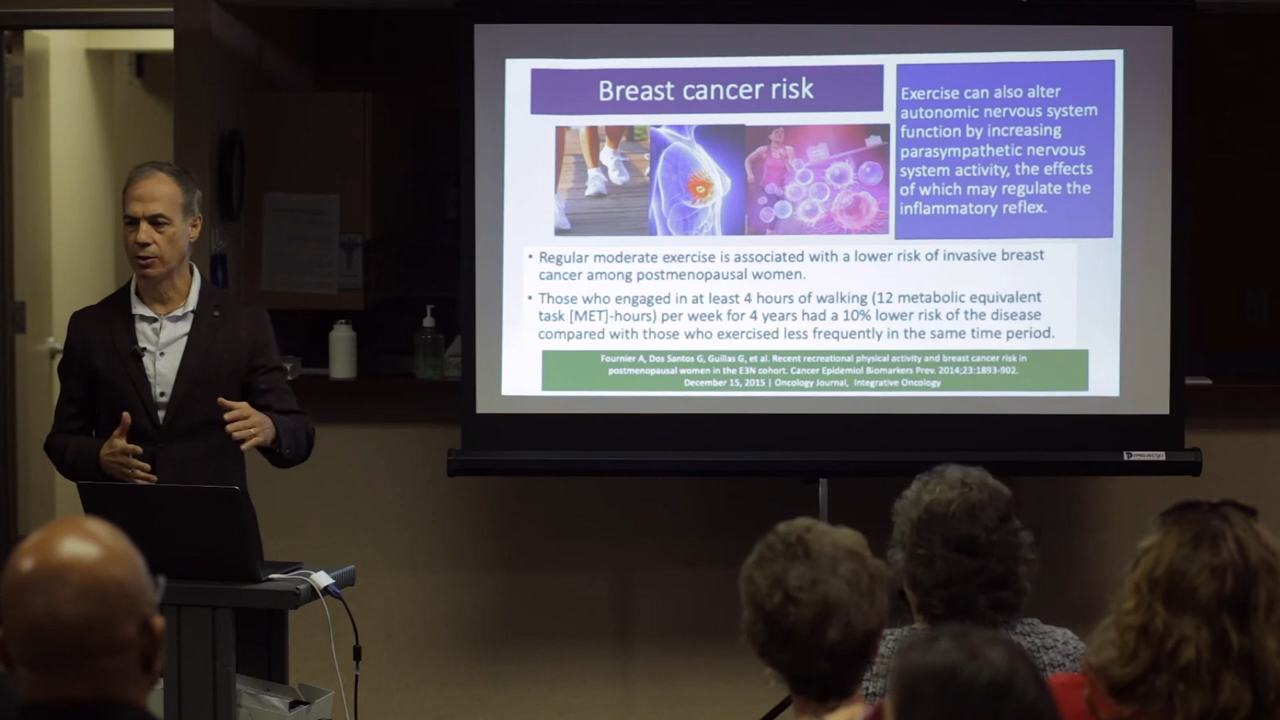 Breast cancer risk
Exercise can also alter
autonomic nervous system
function by increasing
parasympathetic nervous
system activity, the effects
of which may regulate the
inflammatory reflex.
• Regular moderate exercise is associated with a lower risk of invasive breast
cancer among postmenopausal women.
• Those who engaged in at least 4 hours of walking (12 metabolic equivalent
task [MET]-hours) per week for 4 years had a 10% lower risk of the disease
compared with those who exercised less frequently in the same time period.
Fournier A, Dos Santos G, Guillas G, et al. Recent recreational physical activity and breast cancer risk in
postmenopausal women in the E3N cohort. Cancer Epidemiol Biomarkers Prev. 2014;23:1893-902.
December 15, 2015 | Oncology Journal, Integrative Oncology